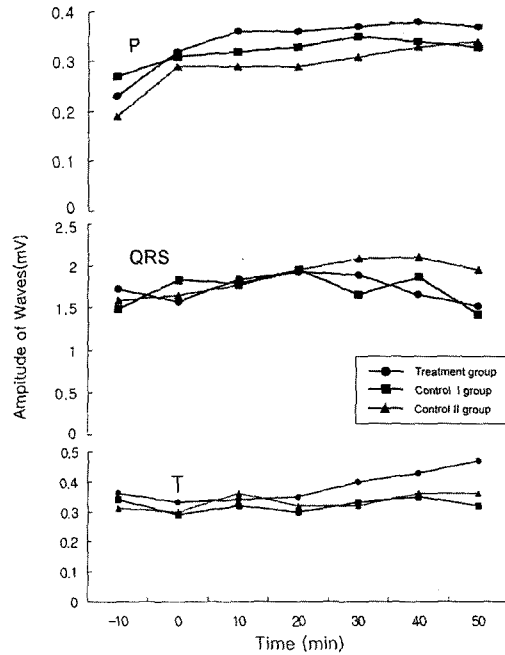 0.4
P
0.3
0.2
0.1
0
2.5
QRS
2
1.5
1
0.5
0
Ampitude of Waves(mV)
Treatment group
Control I group
Control II group
0.5
T
0.4
0.3
0.2
0.1
0
-10 0 10 20 30 40 50
Time (min)